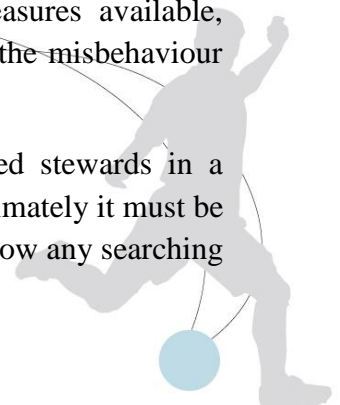 easures available,
the misbehaviour
ed stewards in a
imately it must be
ow any searching